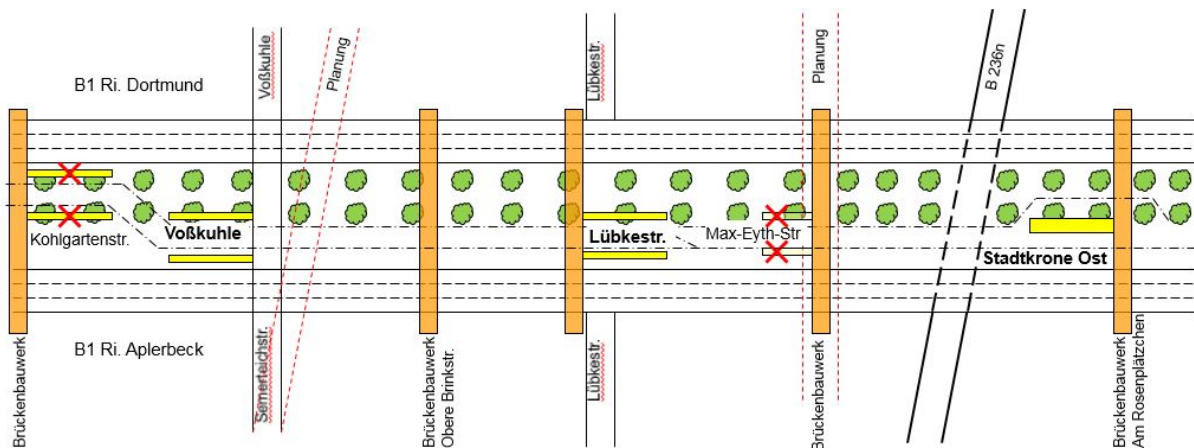 B1 Ri. Dortmund
Voßkuhle
Planung
Lübkestr.
Planung
B 236n
Kohlgartenstr.
Voßkuhle
Lübkestr.
Max-Eyth-Str
Stadtkrone Ost
B1 Ri. Aplerbeck
Brückenbauwerk
Semerteichstr.
Brückenbauwerk
Obere Brinkstr.
Lübkestr.
Brückenbauwerk
Brückenbauwerk
Am Rosenplätzchen